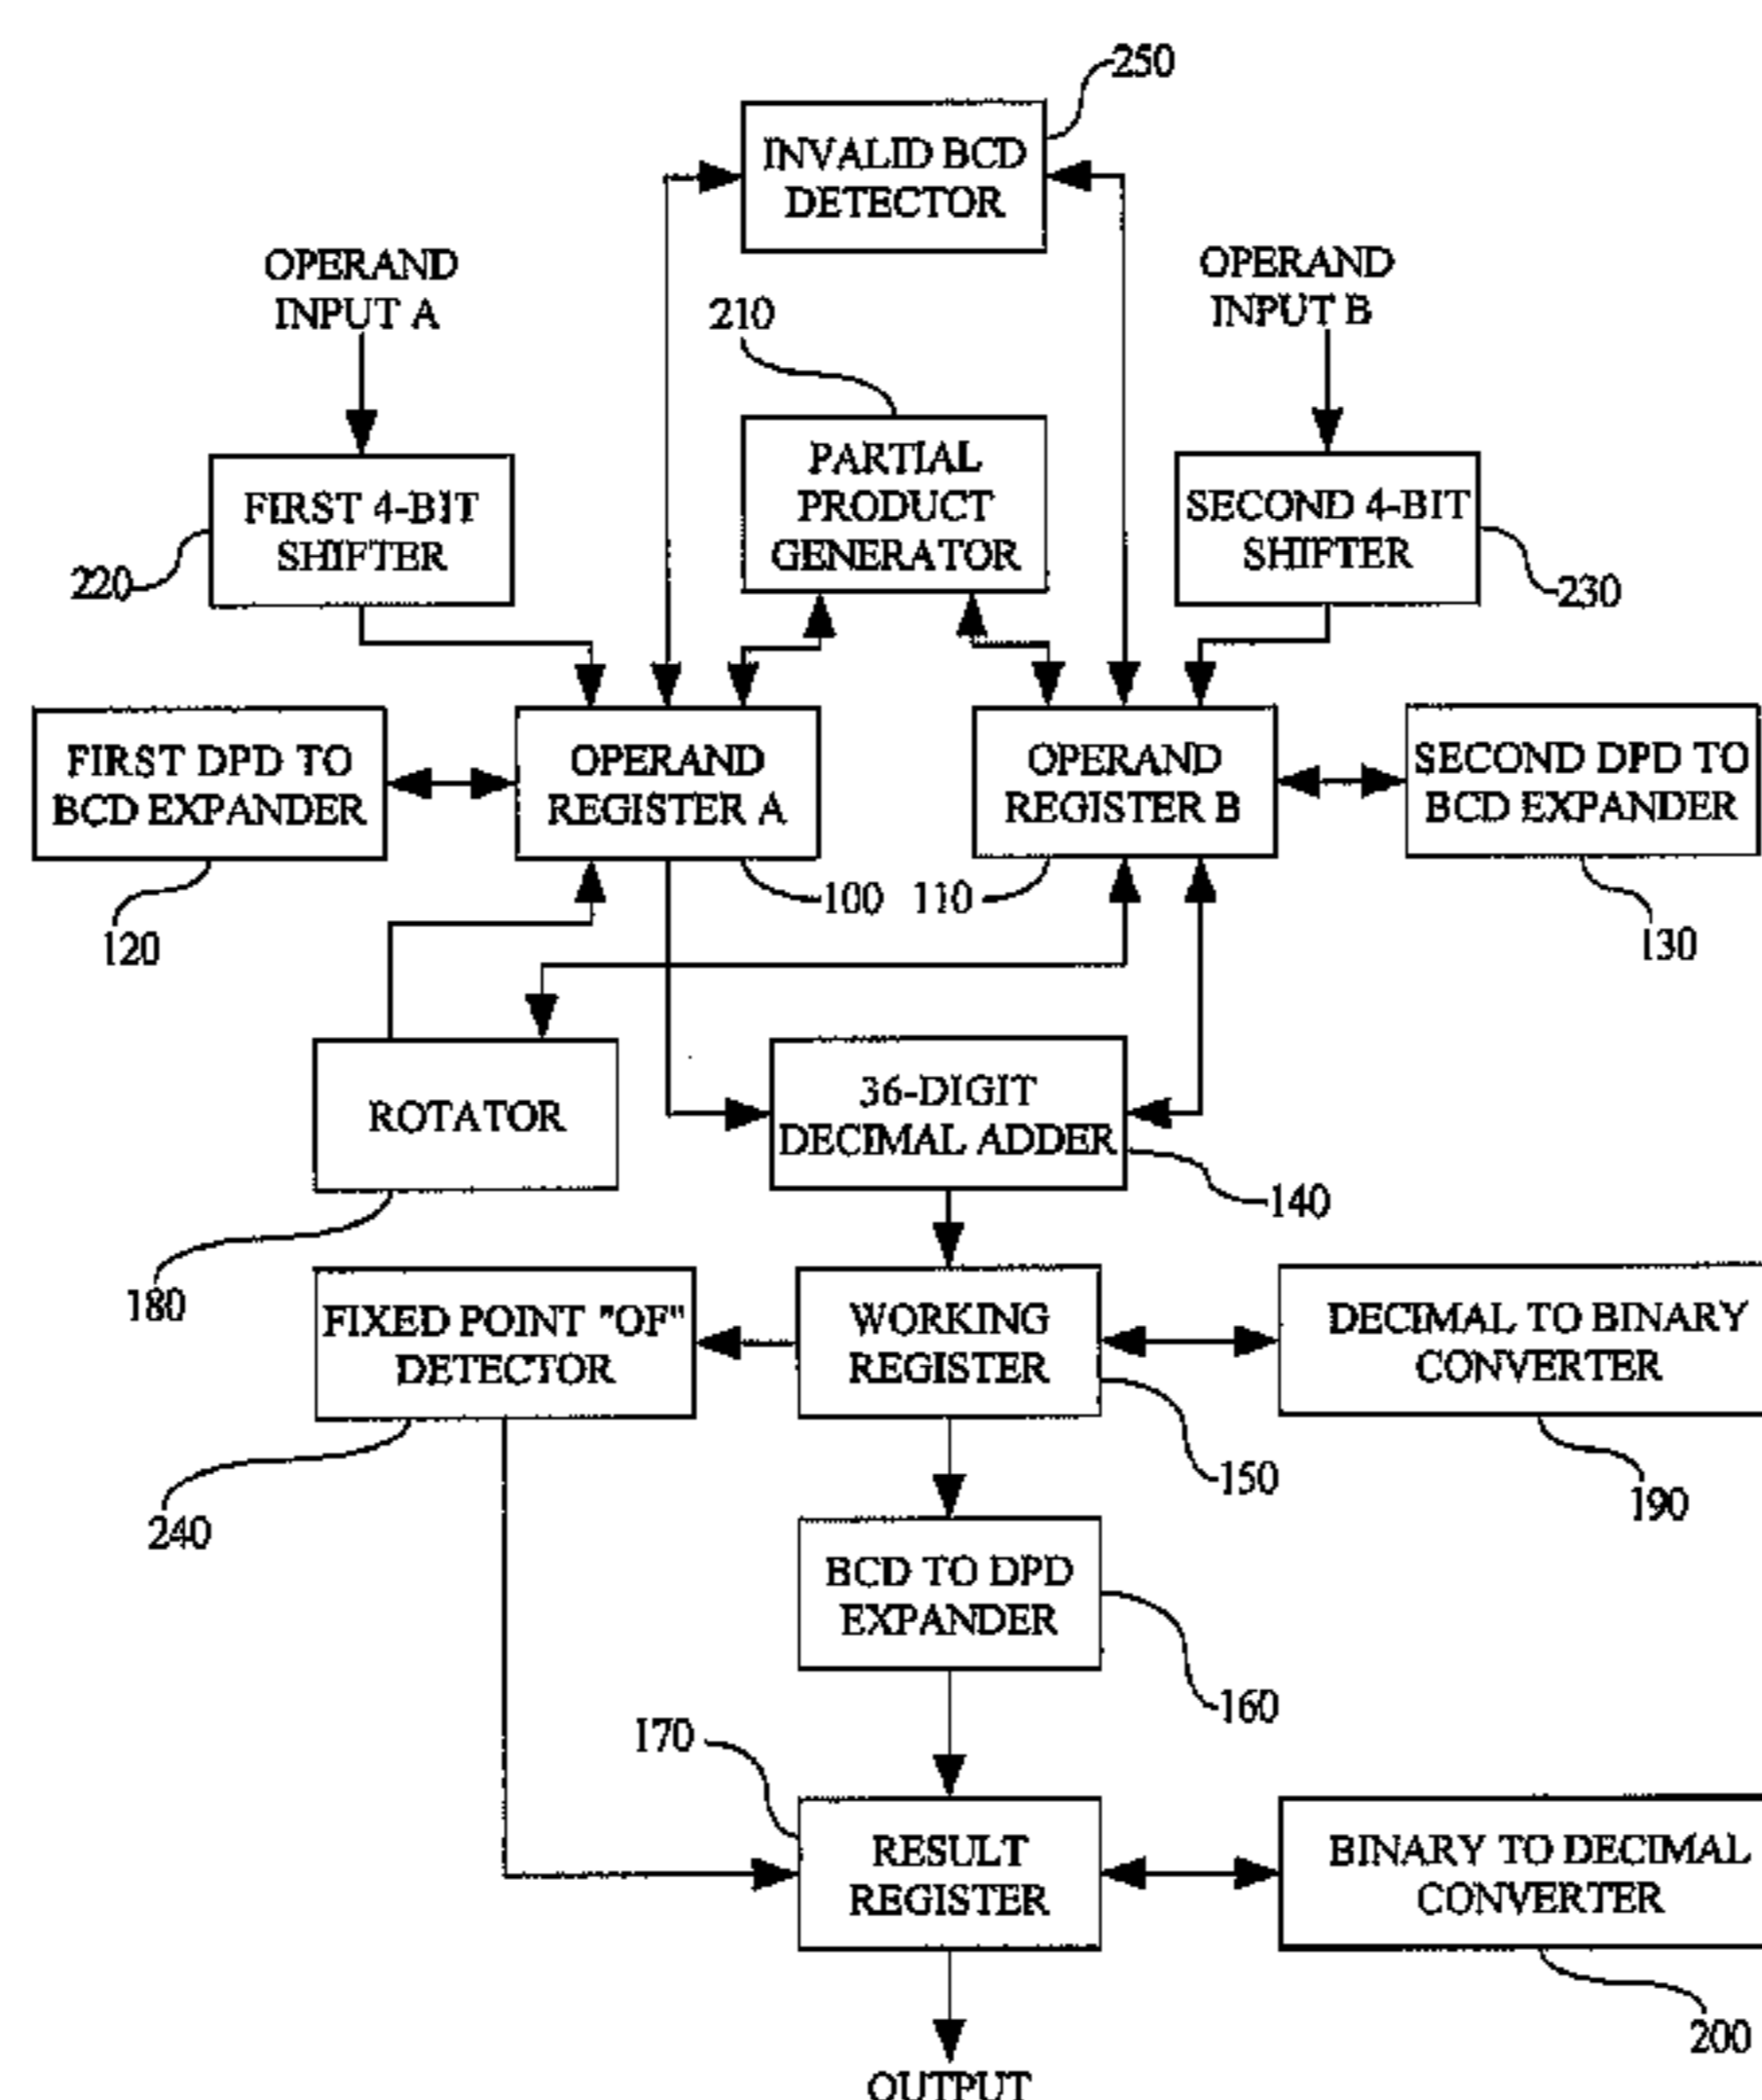 250
INVALID BCD
DETECTOR
OPERAND
INPUT A
OPERAND
INPUT B
210
PARTIAL
PRODUCT
GENERATOR
FIRST 4-BIT
SHIFTER
SECOND 4-BIT
SHIFTER
220
230
FIRST DPD TO
BCD EXPANDER
OPERAND
REGISTER A
OPERAND
REGISTER B
SECOND DPD TO
BCD EXPANDER
120
100
110
130
ROTATOR
36-DIGIT
DECIMAL ADDER
140
180
FIXED POINT "OF"
DETECTOR
WORKING
REGISTER
DECIMAL TO BINARY
CONVERTER
240
150
190
BCD TO DPD
EXPANDER
160
170
RESULT
REGISTER
BINARY TO DECIMAL
CONVERTER
200
OUTPUT